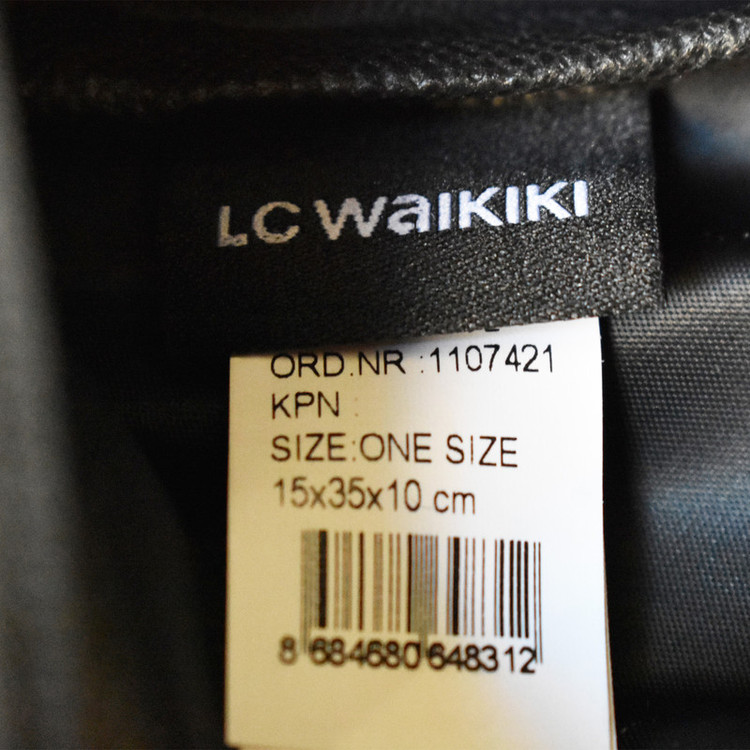 LC WAIKIKI
ORD.NR :1107421
KPN :
SIZE:ONE SIZE
15x35x10 cm
8 684680 648312